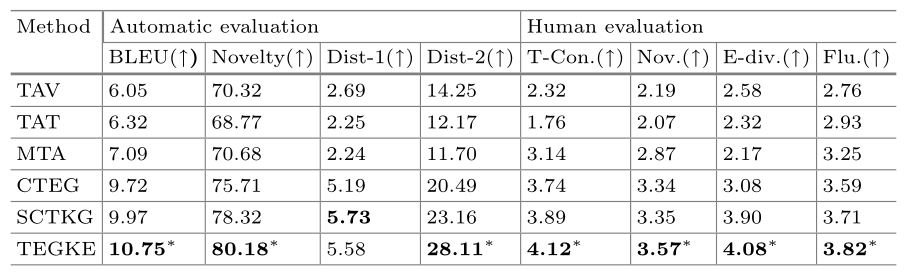 Method Automatic evaluation Human evaluation
BLEU(↑) Novelty(↑) Dist-1(↑) Dist-2(↑) T-Con.(↑) Nov.(↑) E-div.(↑) Flu.(↑)
TAV 6.05 70.32 2.69 14.25 2.32 2.19 2.58 2.76
TAT 6.32 68.77 2.25 12.17 1.76 2.07 2.32 2.93
MTA 7.09 70.68 2.24 11.70 3.14 2.87 2.17 3.25
CTEG 9.72 75.71 5.19 20.49 3.74 3.34 3.08 3.59
SCTKG 9.97 78.32 5.73 23.16 3.89 3.35 3.90 3.71
TEGKE 10.75* 80.18* 5.58 28.11* 4.12* 3.57* 4.08* 3.82*